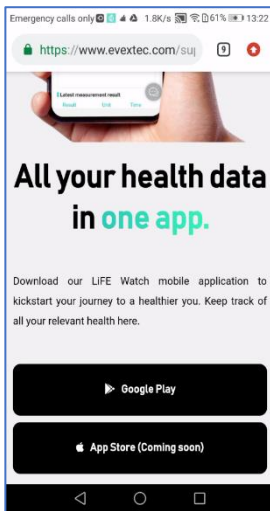 Emergency calls only 1.8K/s 61% 13:22
https://www.evextec.com/sup
9
Latest measurement result
Result Unit Time
All your health data
in one app.
Download our LiFE Watch mobile application to
kickstart your journey to a healthier you. Keep track of
all your relevant health here.
Google Play
App Store (Coming soon)